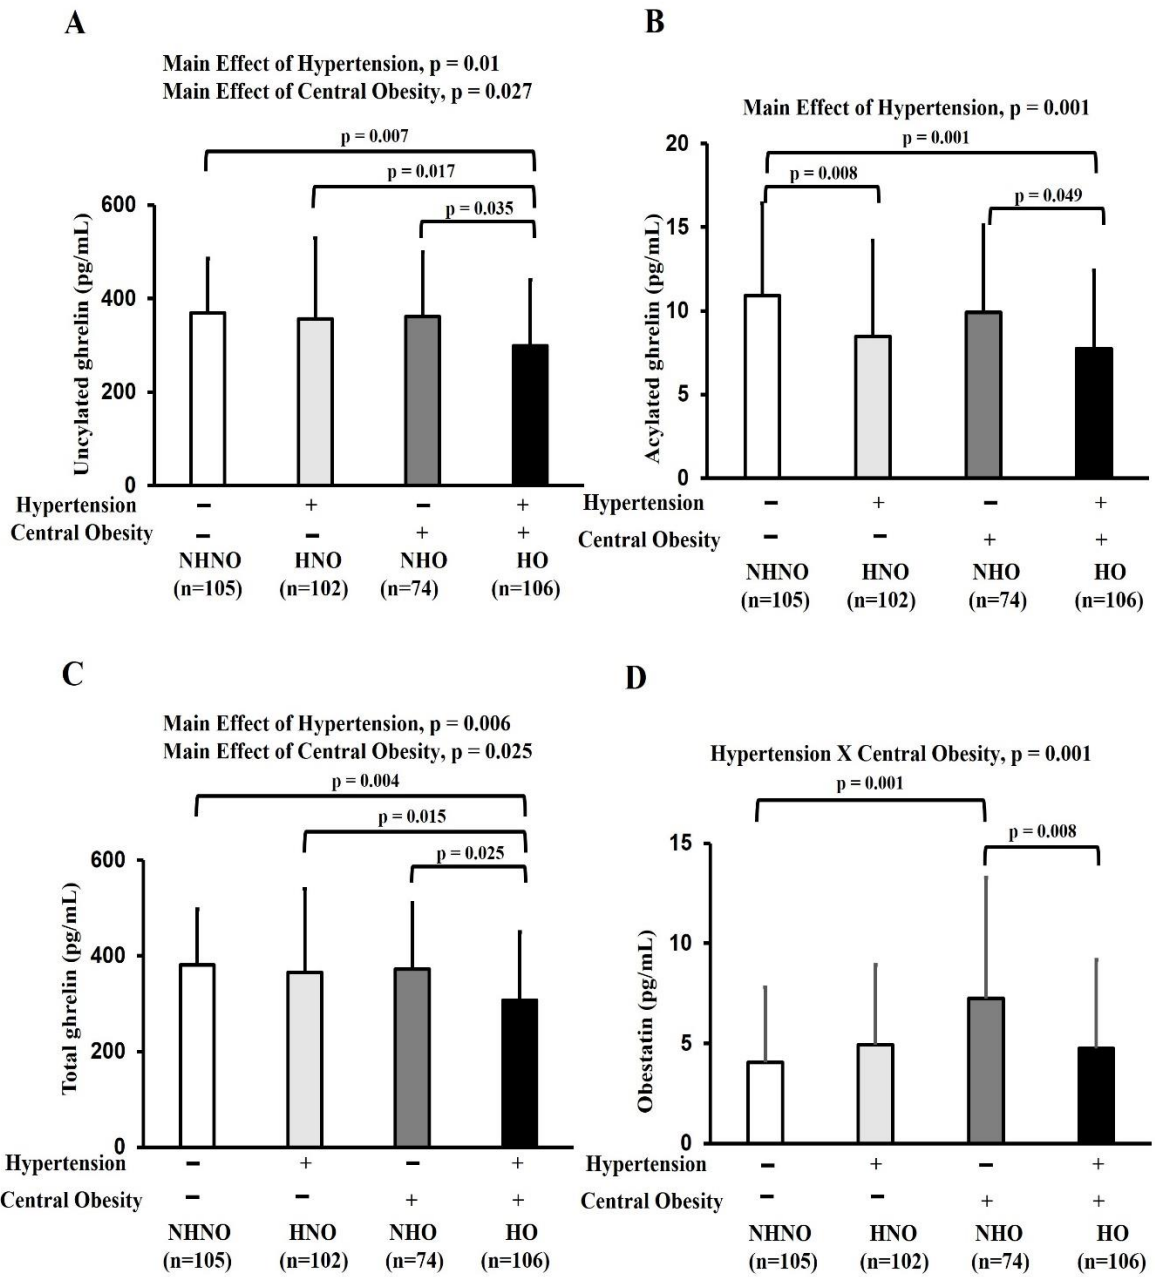 A
Main Effect of Hypertension, p = 0.01
Main Effect of Central Obesity, p = 0.027
p = 0.007
p = 0.017
p = 0.035
Uncylated ghrelin (pg/mL)
600
400
200
0
Hypertension − + − +
Central Obesity − − + +
NHNO HNO NHO HO
(n=105) (n=102) (n=74) (n=106)
B
Main Effect of Hypertension, p = 0.001
p = 0.001
p = 0.008
p = 0.049
Acylated ghrelin (pg/mL)
20
15
10
5
0
Hypertension − + − +
Central Obesity − − + +
NHNO HNO NHO HO
(n=105) (n=102) (n=74) (n=106)
C
Main Effect of Hypertension, p = 0.006
Main Effect of Central Obesity, p = 0.025
p = 0.004
p = 0.015
p = 0.025
Total ghrelin (pg/mL)
600
400
200
0
Hypertension − + − +
Central Obesity − − + +
NHNO HNO NHO HO
(n=105) (n=102) (n=74) (n=106)
D
Hypertension X Central Obesity, p = 0.001
p = 0.001
p = 0.008
Obestatin (pg/mL)
15
10
5
0
Hypertension − + − +
Central Obesity − − + +
NHNO HNO NHO HO
(n=105) (n=102) (n=74) (n=106)